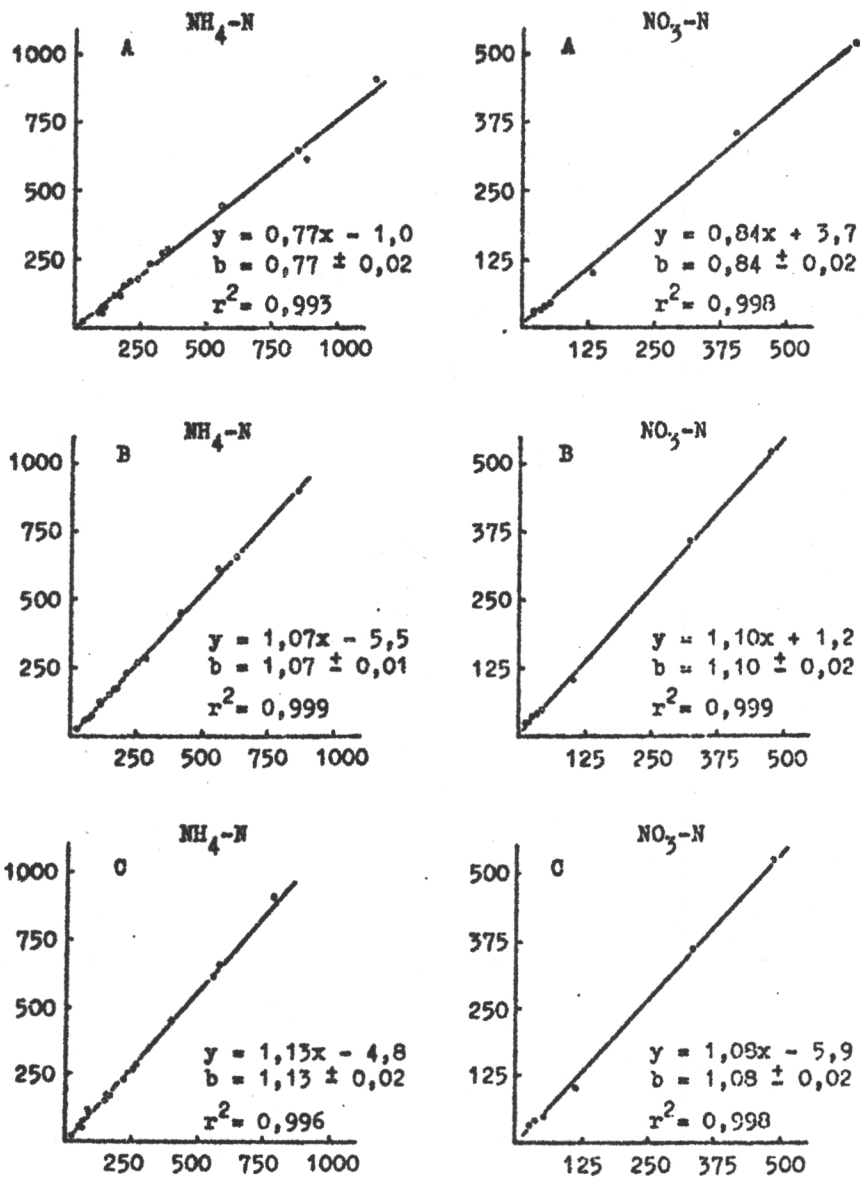 NH4-N
A
1000
750
500
250
y = 0,77x - 1,0
b = 0,77 ± 0,02
r2 = 0,993
250 500 750 1000
NO3-N
A
500
375
250
125
y = 0,84x + 3,7
b = 0,84 ± 0,02
r2 = 0,998
125 250 375 500
NH4-N
B
1000
750
500
250
y = 1,07x - 5,5
b = 1,07 ± 0,01
r2 = 0,999
250 500 750 1000
NO3-N
B
500
375
250
125
y = 1,10x + 1,2
b = 1,10 ± 0,02
r2 = 0,999
125 250 375 500
NH4-N
C
1000
750
500
250
y = 1,13x - 4,8
b = 1,13 ± 0,02
r2 = 0,996
250 500 750 1000
NO3-N
C
500
375
250
125
y = 1,08x - 5,9
b = 1,08 ± 0,02
r2 = 0,998
125 250 375 500